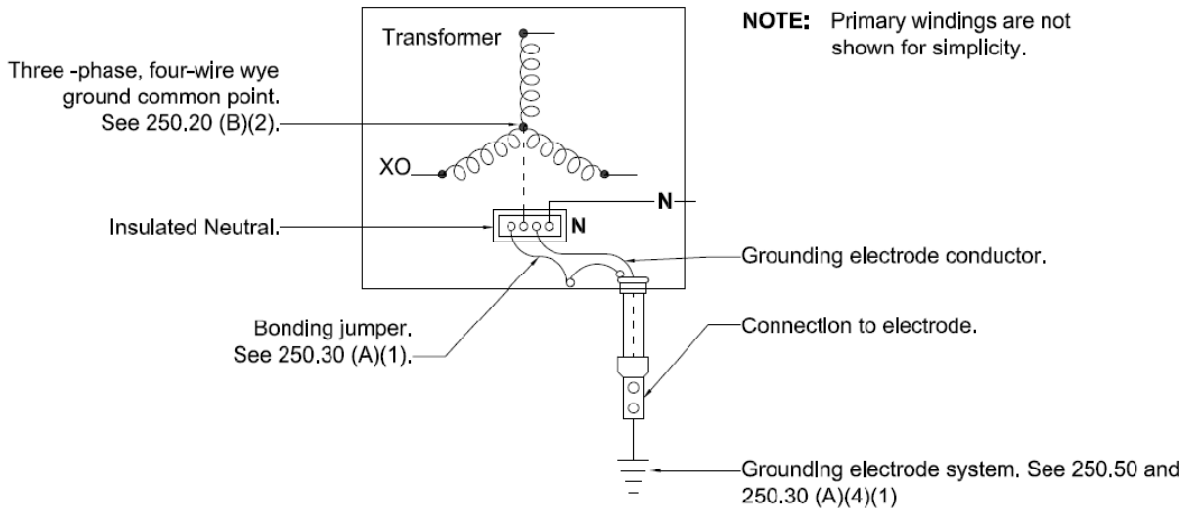 NOTE: Primary windings are not
shown for simplicity.
Transformer
Three -phase, four-wire wye
ground common point.
See 250.20 (B)(2).
XO
N
Insulated Neutral.
N
Grounding electrode conductor.
Bonding jumper.
See 250.30 (A)(1).
Connection to electrode.
Grounding electrode system. See 250.50 and
250.30 (A)(4)(1)